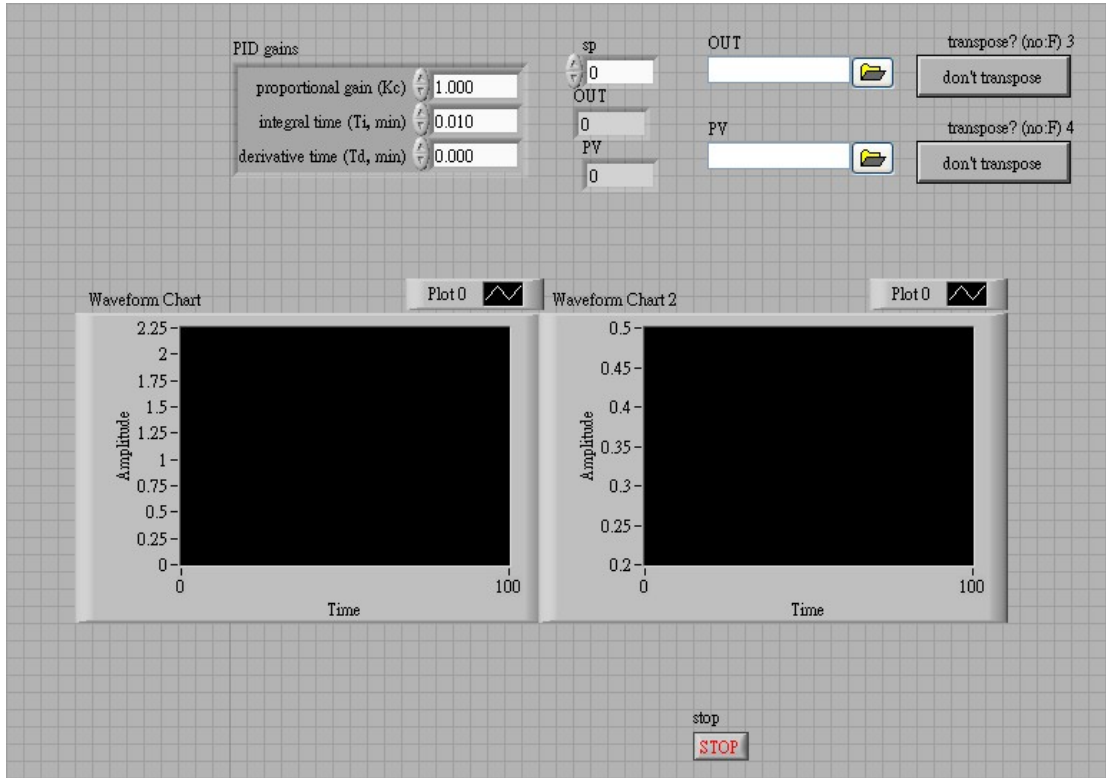 PID gains
proportional gain (Kc) 1.000
integral time (Ti, min) 0.010
derivative time (Td, min) 0.000
sp
0
OUT
0
PV
0
OUT
PV
transpose? (no:F) 3
don't transpose
transpose? (no:F) 4
don't transpose
Waveform Chart
Plot 0
Amplitude
2.25
2
1.75
1.5
1.25
1
0.75
0.5
0.25
0
0 100
Time
Waveform Chart 2
Plot 0
Amplitude
0.5
0.45
0.4
0.35
0.3
0.25
0.2
0 100
Time
stop
STOP